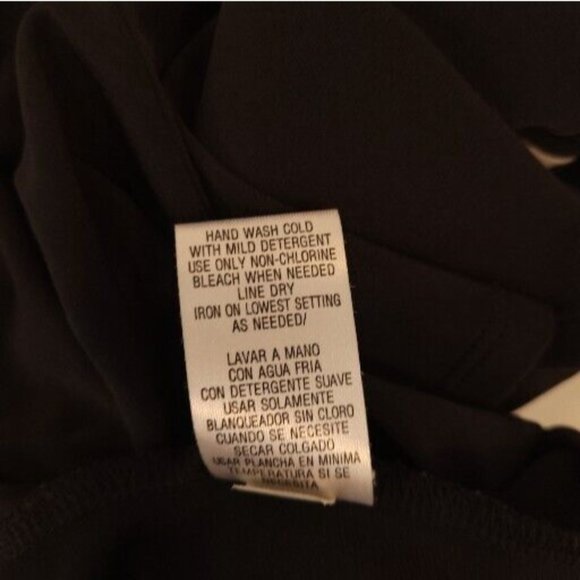 HAND WASH COLD
WITH MILD DETERGENT
USE ONLY NON-CHLORINE
BLEACH WHEN NEEDED
LINE DRY
IRON ON LOWEST SETTING
AS NEEDED/
LAVAR A MANO
CON AGUA FRIA
CON DETERGENTE SUAVE
USAR SOLAMENTE
BLANQUEADOR SIN CLORO
CUANDO SE NECESITE
SECAR COLGADO
USAR PLANCHA EN MINIMA
TEMPERATURA SI SE
NECESITA